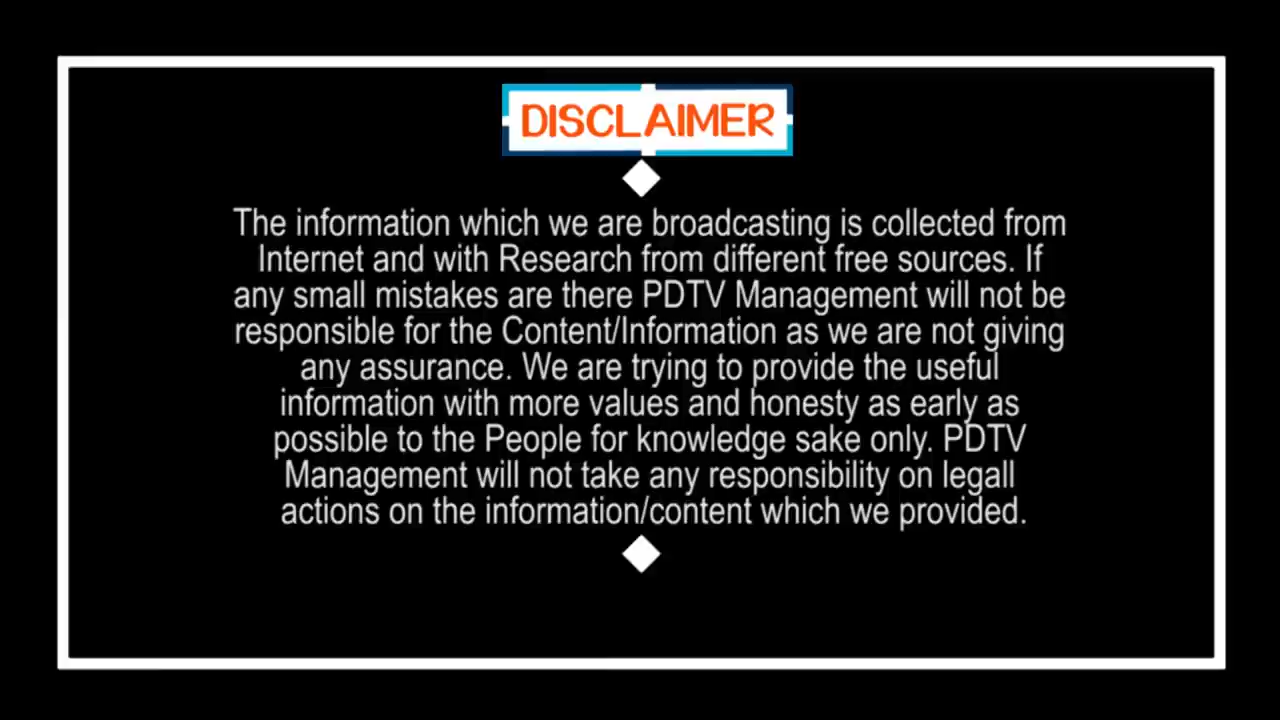 DISCLAIMER
The information which we are broadcasting is collected from
Internet and with Research from different free sources. If
any small mistakes are there PDTV Management will not be
responsible for the Content/Information as we are not giving
any assurance. We are trying to provide the useful
information with more values and honesty as early as
possible to the People for knowledge sake only. PDTV
Management will not take any responsibility on legall
actions on the information/content which we provided.